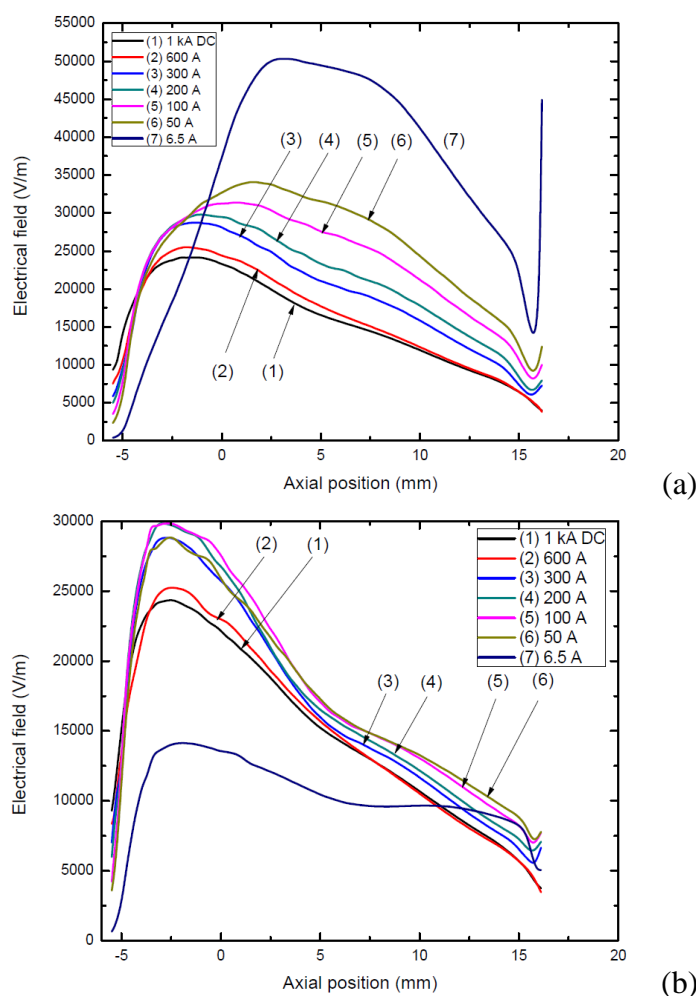 55000
50000
45000
40000
35000
30000
25000
20000
15000
10000
5000
0
Electrical field (V/m)
(1) 1 kA DC
(2) 600 A
(3) 300 A
(4) 200 A
(5) 100 A
(6) 50 A
(7) 6.5 A
(3)
(4)
(5)
(6)
(7)
(2)
(1)
-5
0
5
10
15
20
Axial position (mm)
(a)
30000
25000
20000
15000
10000
5000
0
Electrical field (V/m)
(2)
(1)
(1) 1 kA DC
(2) 600 A
(3) 300 A
(4) 200 A
(5) 100 A
(6) 50 A
(7) 6.5 A
(3)
(4)
(5)
(6)
-5
0
5
10
15
20
Axial position (mm)
(b)